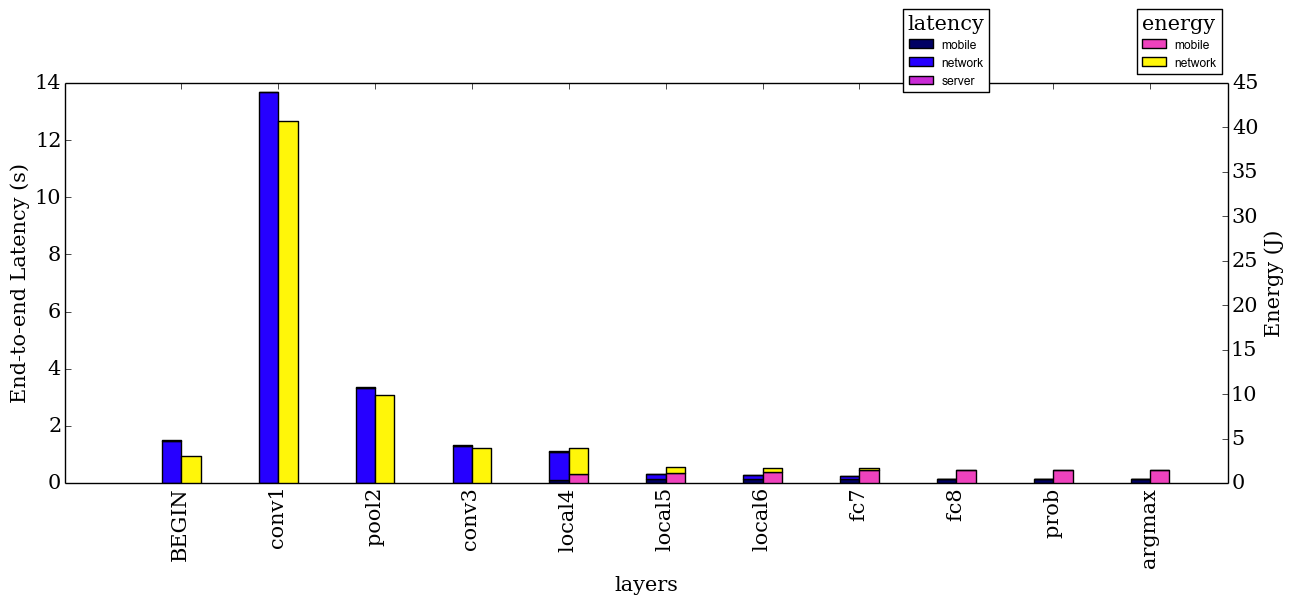 latency
mobile
network
server
energy
mobile
network
14
12
10
8
6
4
2
0
End-to-end Latency (s)
45
40
35
30
25
20
15
10
5
0
Energy (J)
BEGIN
conv1
pool2
conv3
local4
local5
local6
fc7
fc8
prob
argmax
layers